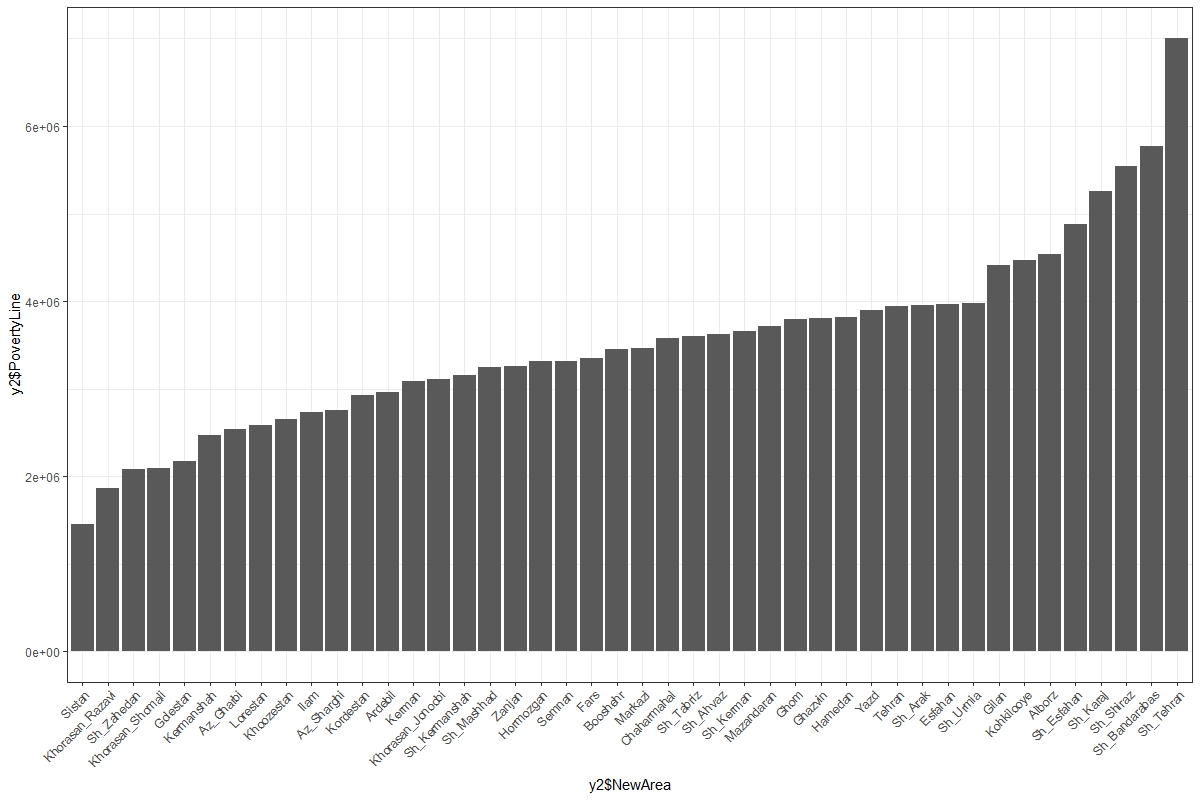 y2$PovertyLine
6e+06
4e+06
2e+06
0e+00
Sistan
Khorasan_Razavi
Sh_Zahedan
Khorasan_Shomali
Golestan
Kermanshah
Az_Gharbi
Lorestan
Khoozestan
Ilam
Az_Sharghi
Kordestan
Ardebil
Kerman
Khorasan_Jonoobi
Sh_Kermanshah
Sh_Mashhad
Zanjan
Hormozgan
Semnan
Fars
Booshehr
Markazi
Chaharmahal
Sh_Tabriz
Sh_Ahvaz
Sh_Kerman
Mazandaran
Ghom
Ghazvin
Hamedan
Yazd
Tehran
Sh_Arak
Esfahan
Sh_Urmia
Gilan
Kohkilooye
Alborz
Sh_Esfahan
Sh_Karaj
Sh_Shiraz
Sh_Bandarabas
Sh_Tehran
y2$NewArea